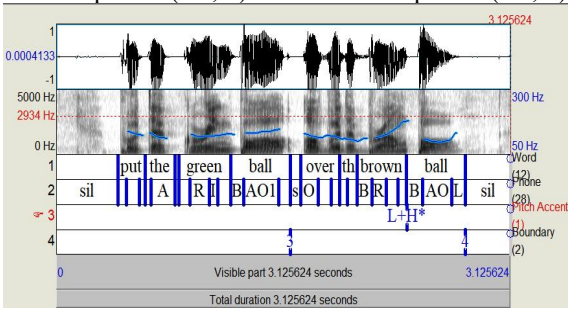 3.125624
1
0.0004133
-1
5000 Hz
2934 Hz
0 Hz
300 Hz
50 Hz
1 put the green ball over th brown ball Word (12)
2 sil A R I B AO1 s O B R B AO L sil Phone (28)
3 L+H* Pitch Accent (1)
4 3 4 Boundary (2)
0 Visible part 3.125624 seconds 3.125624
Total duration 3.125624 seconds